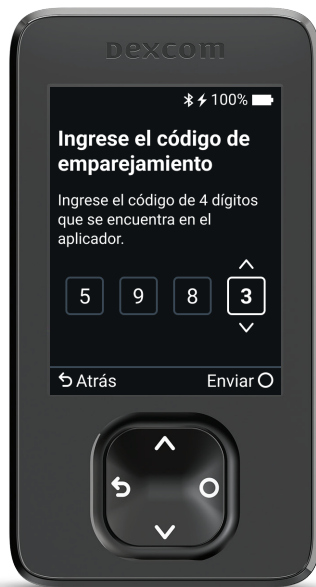 Dexcom
100%
Ingrese el código de
emparejamiento
Ingrese el código de 4 dígitos
que se encuentra en el
aplicador.
5 9 8 3
Atrás Enviar